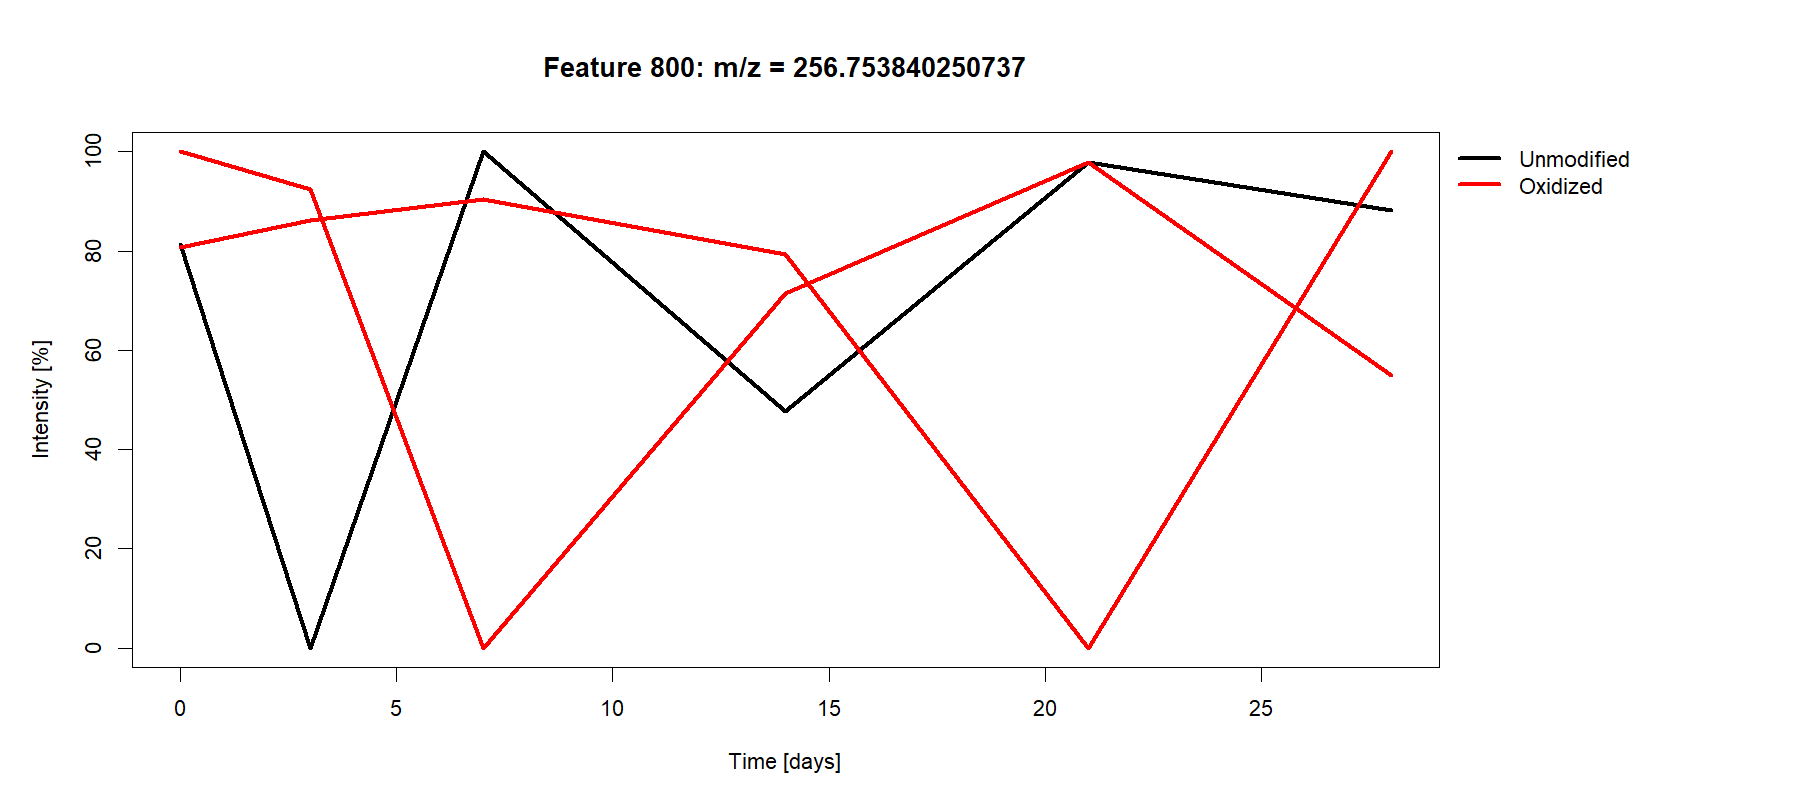 Feature 800: m/z = 256.753840250737
Unmodified
Oxidized
Intensity [%]
100
80
60
40
20
0
0 5 10 15 20 25
Time [days]